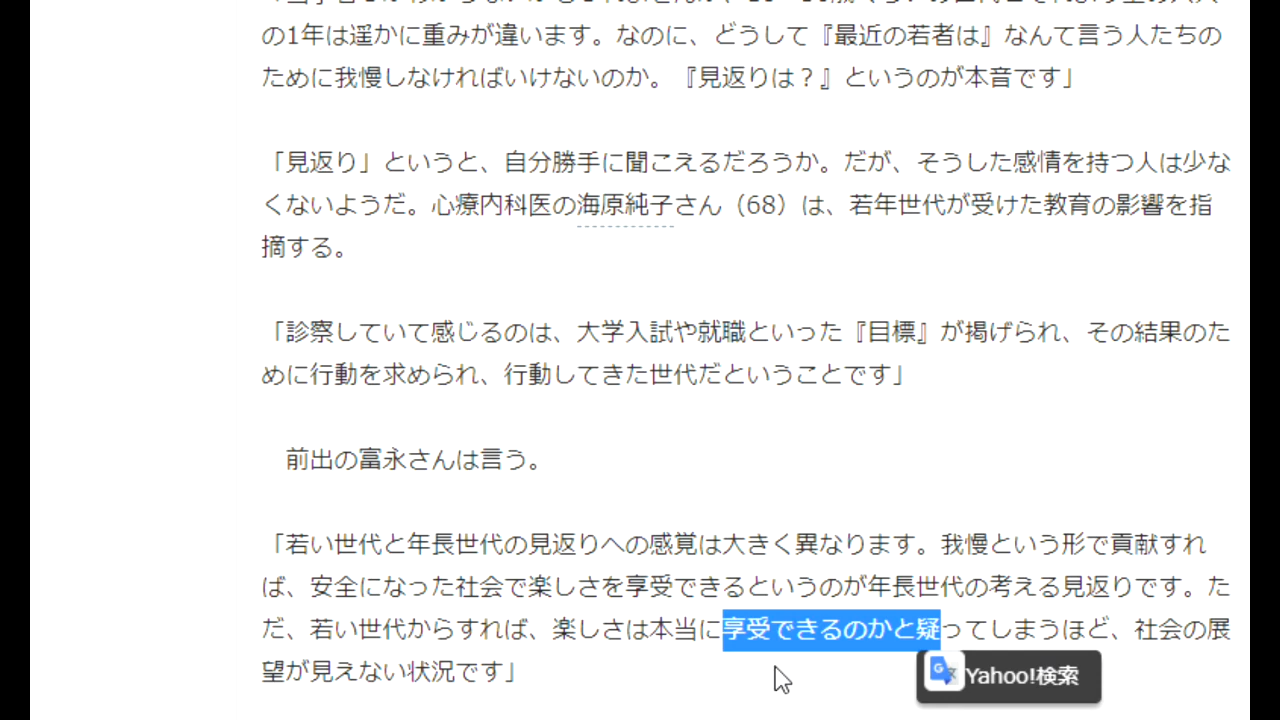 の1年は遥かに重みが違います。なのに、どうして『最近の若者は』なんて言う人たちの
ために我慢しなければいけないのか。『見返りは？』というのが本音です」
「見返り」というと、自分勝手に聞こえるだろうか。だが、そうした感情を持つ人は少な
くないようだ。心療内科医の海原純子さん（68）は、若年世代が受けた教育の影響を指
摘する。
「診察していて感じるのは、大学入試や就職といった『目標』が掲げられ、その結果のた
めに行動を求められ、行動してきた世代だということです」
前出の富永さんは言う。
「若い世代と年長世代の見返りへの感覚は大きく異なります。我慢という形で貢献すれ
ば、安全になった社会で楽しさを享受できるというのが年長世代の考える見返りです。た
だ、若い世代からすれば、楽しさは本当に享受できるのかと疑ってしまうほど、社会の展
望が見えない状況です」
Yahoo!検索